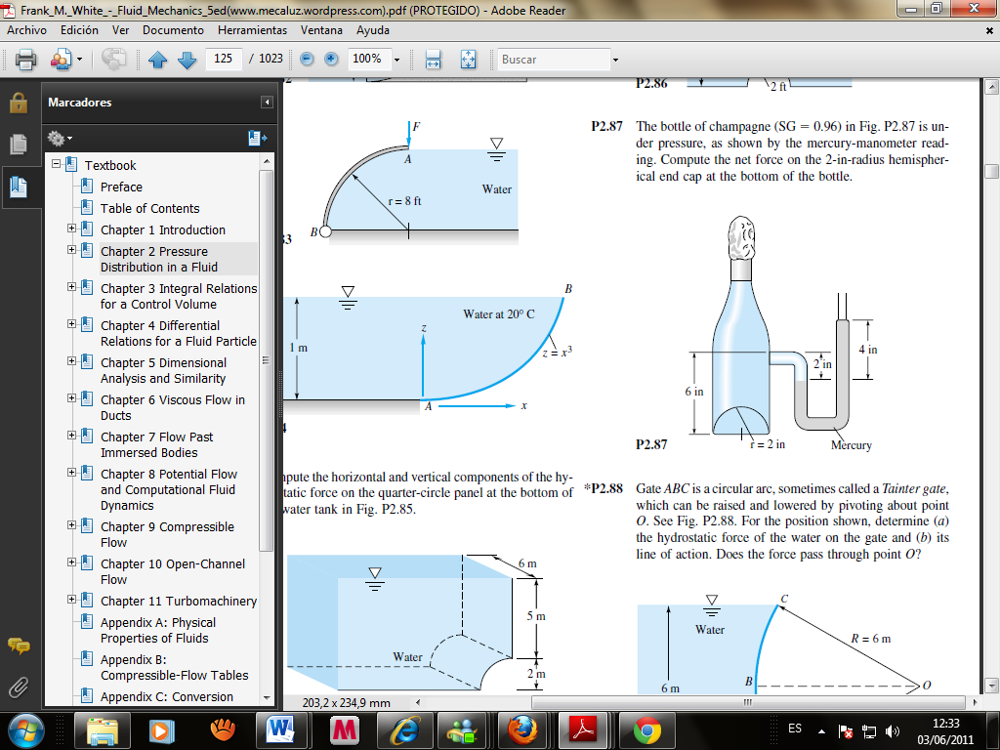 Frank_M._White_-_Fluid_Mechanics_5ed(www.mecaluz.wordpress.com).pdf (PROTEGIDO) - Adobe Reader
Archivo Edición Ver Documento Herramientas Ventana Ayuda
125 / 1023 100% Buscar
Marcadores
Textbook
Preface
Table of Contents
Chapter 1 Introduction
Chapter 2 Pressure
Distribution in a Fluid
Chapter 3 Integral Relations
for a Control Volume
Chapter 4 Differential
Relations for a Fluid Particle
Chapter 5 Dimensional
Analysis and Similarity
Chapter 6 Viscous Flow in
Ducts
Chapter 7 Flow Past
Immersed Bodies
Chapter 8 Potential Flow
and Computational Fluid
Dynamics
Chapter 9 Compressible
Flow
Chapter 10 Open-Channel
Flow
Chapter 11 Turbomachinery
Appendix A: Physical
Properties of Fluids
Appendix B:
Compressible-Flow Tables
Appendix C: Conversion
F
A
Water
r = 8 ft
B
3
B
Water at 20° C
z
1 m
z = x³
A
x
4
pute the horizontal and vertical components of the hy-
tatic force on the quarter-circle panel at the bottom of
water tank in Fig. P2.85.
6 m
5 m
Water
2 m
P2.86
2 ft
P2.87 The bottle of champagne (SG = 0.96) in Fig. P2.87 is un-
der pressure, as shown by the mercury-manometer read-
ing. Compute the net force on the 2-in-radius hemispher-
ical end cap at the bottom of the bottle.
4 in
2 in
6 in
P2.87
r = 2 in
Mercury
*P2.88 Gate ABC is a circular arc, sometimes called a Tainter gate,
which can be raised and lowered by pivoting about point
O. See Fig. P2.88. For the position shown, determine (a)
the hydrostatic force of the water on the gate and (b) its
line of action. Does the force pass through point O?
C
Water
R = 6 m
6 m
B
O
203,2 x 234,9 mm
ES
12:33
03/06/2011